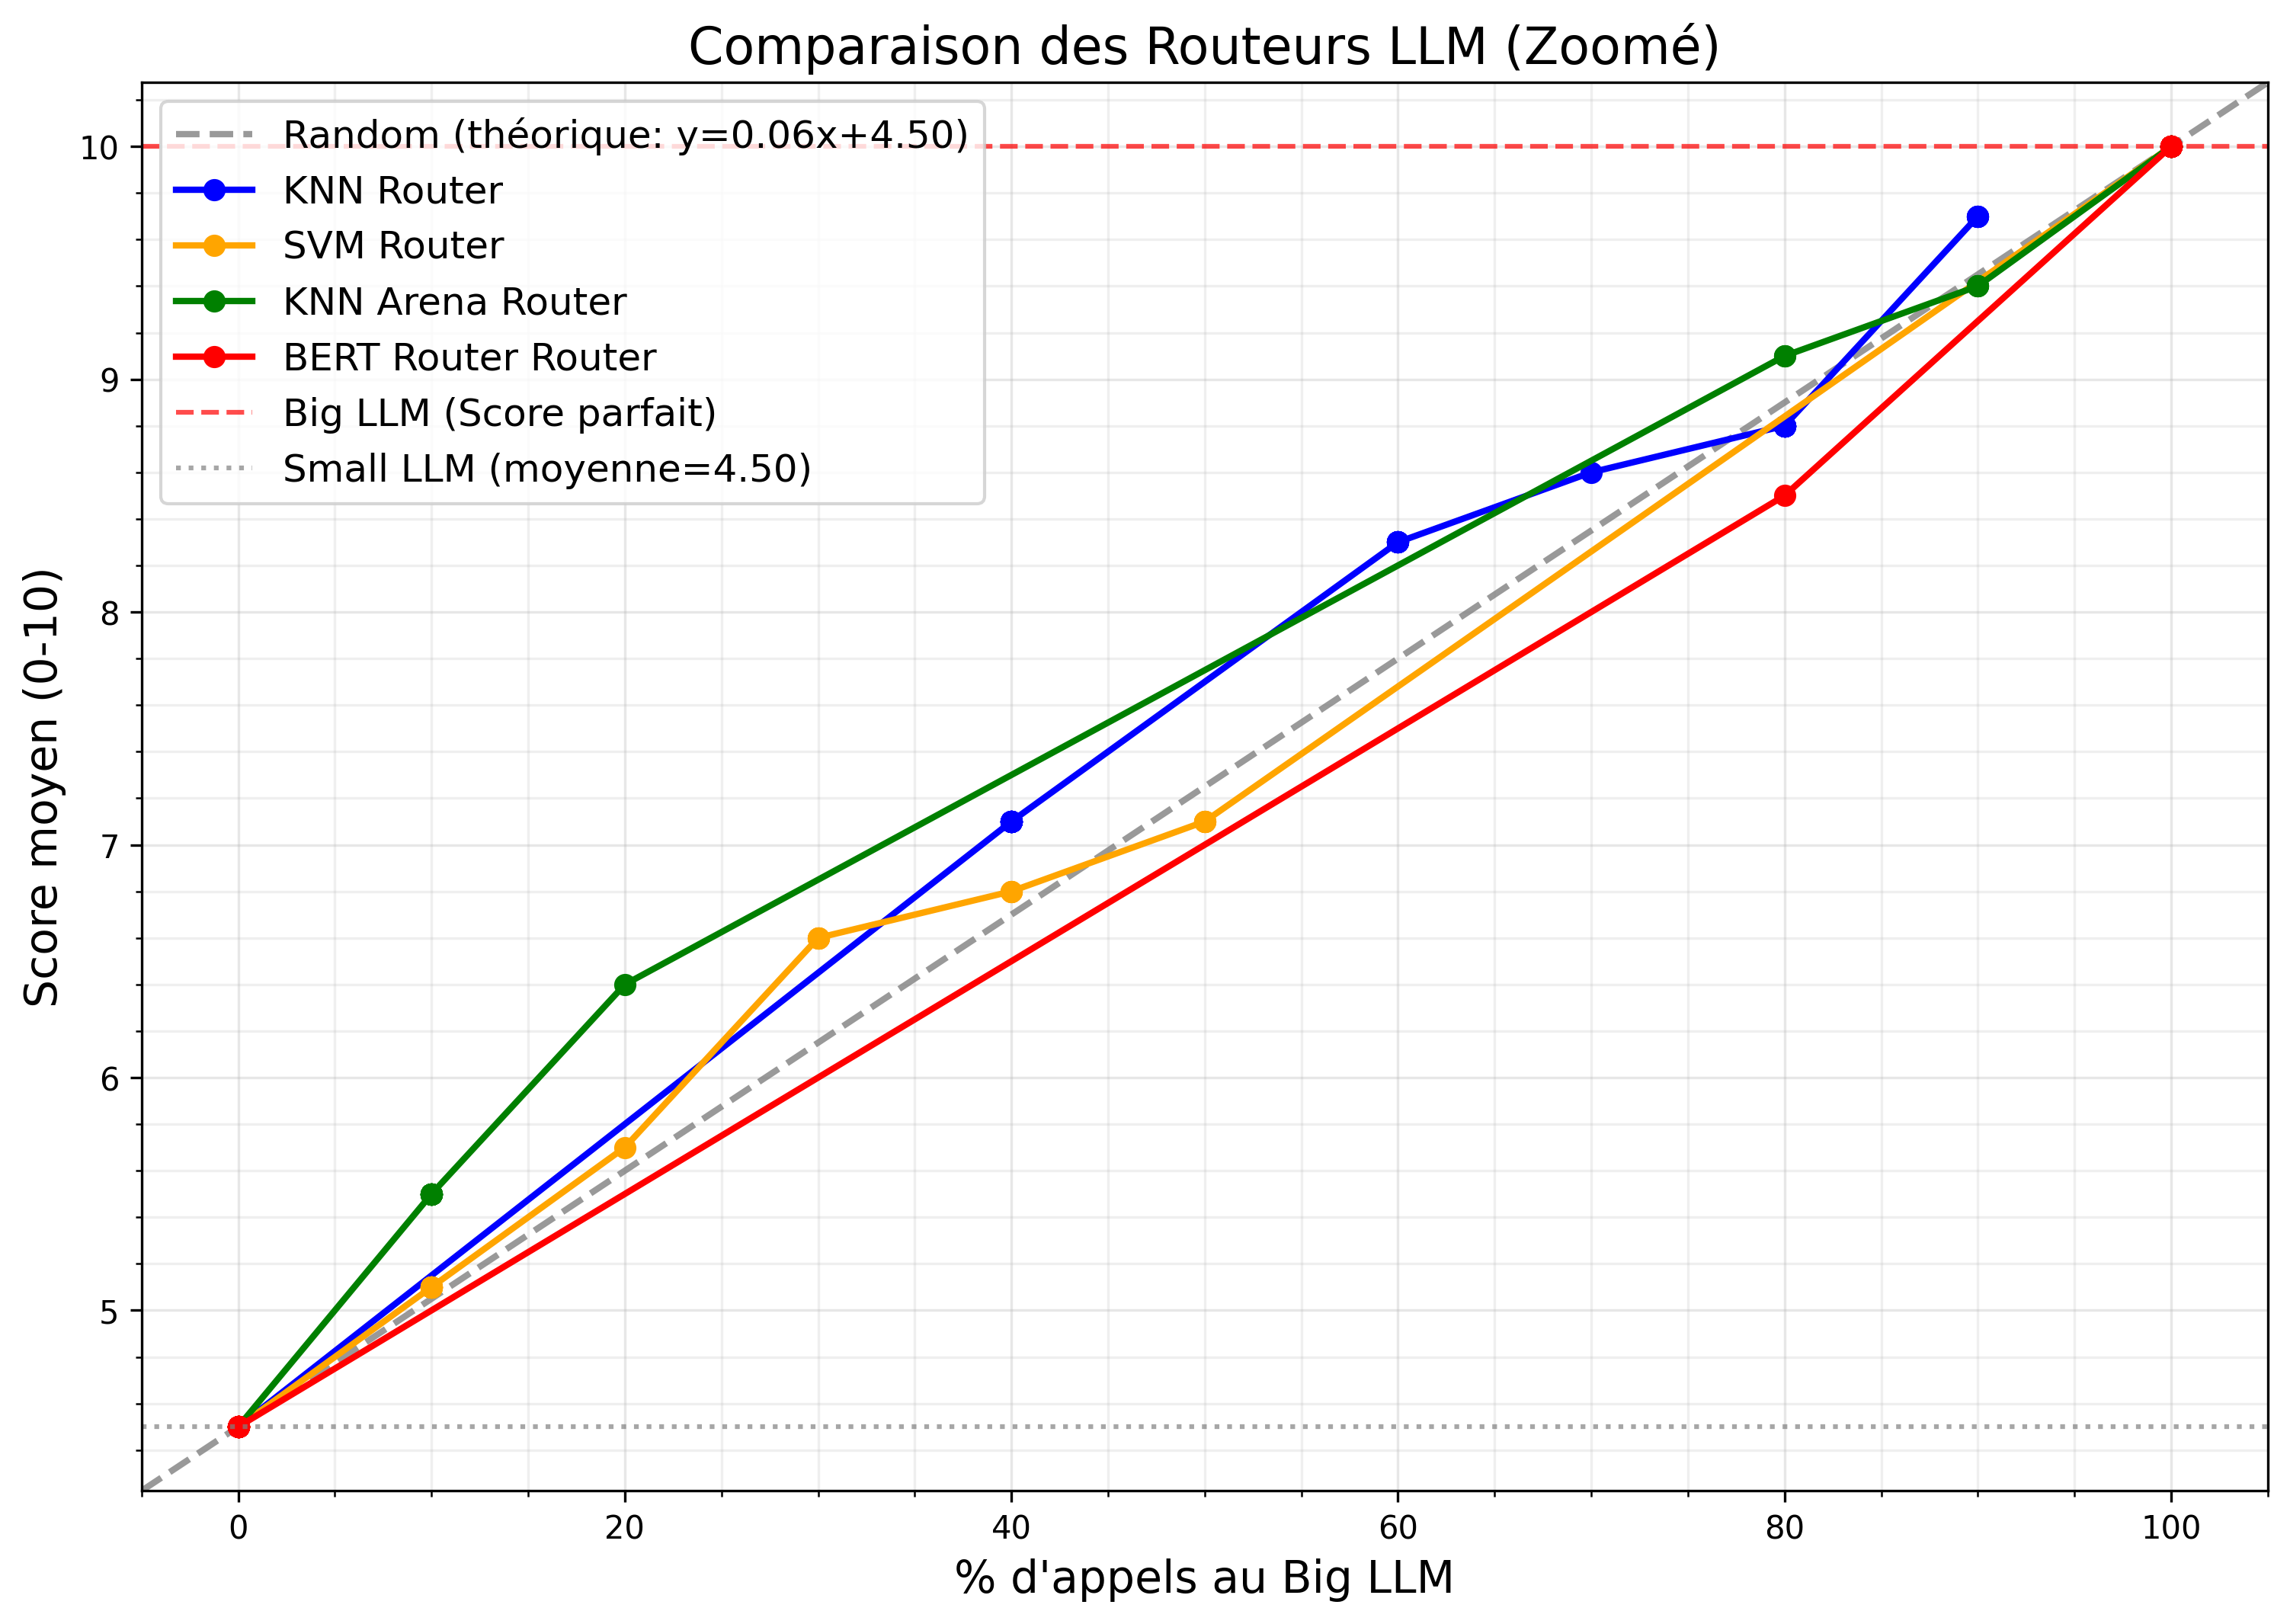 Comparaison des Routeurs LLM (Zoomé)
Random (théorique: y=0.06x+4.50)
KNN Router
SVM Router
KNN Arena Router
BERT Router Router
Big LLM (Score parfait)
Small LLM (moyenne=4.50)
Score moyen (0-10)
10
9
8
7
6
5
0 20 40 60 80 100
% d'appels au Big LLM